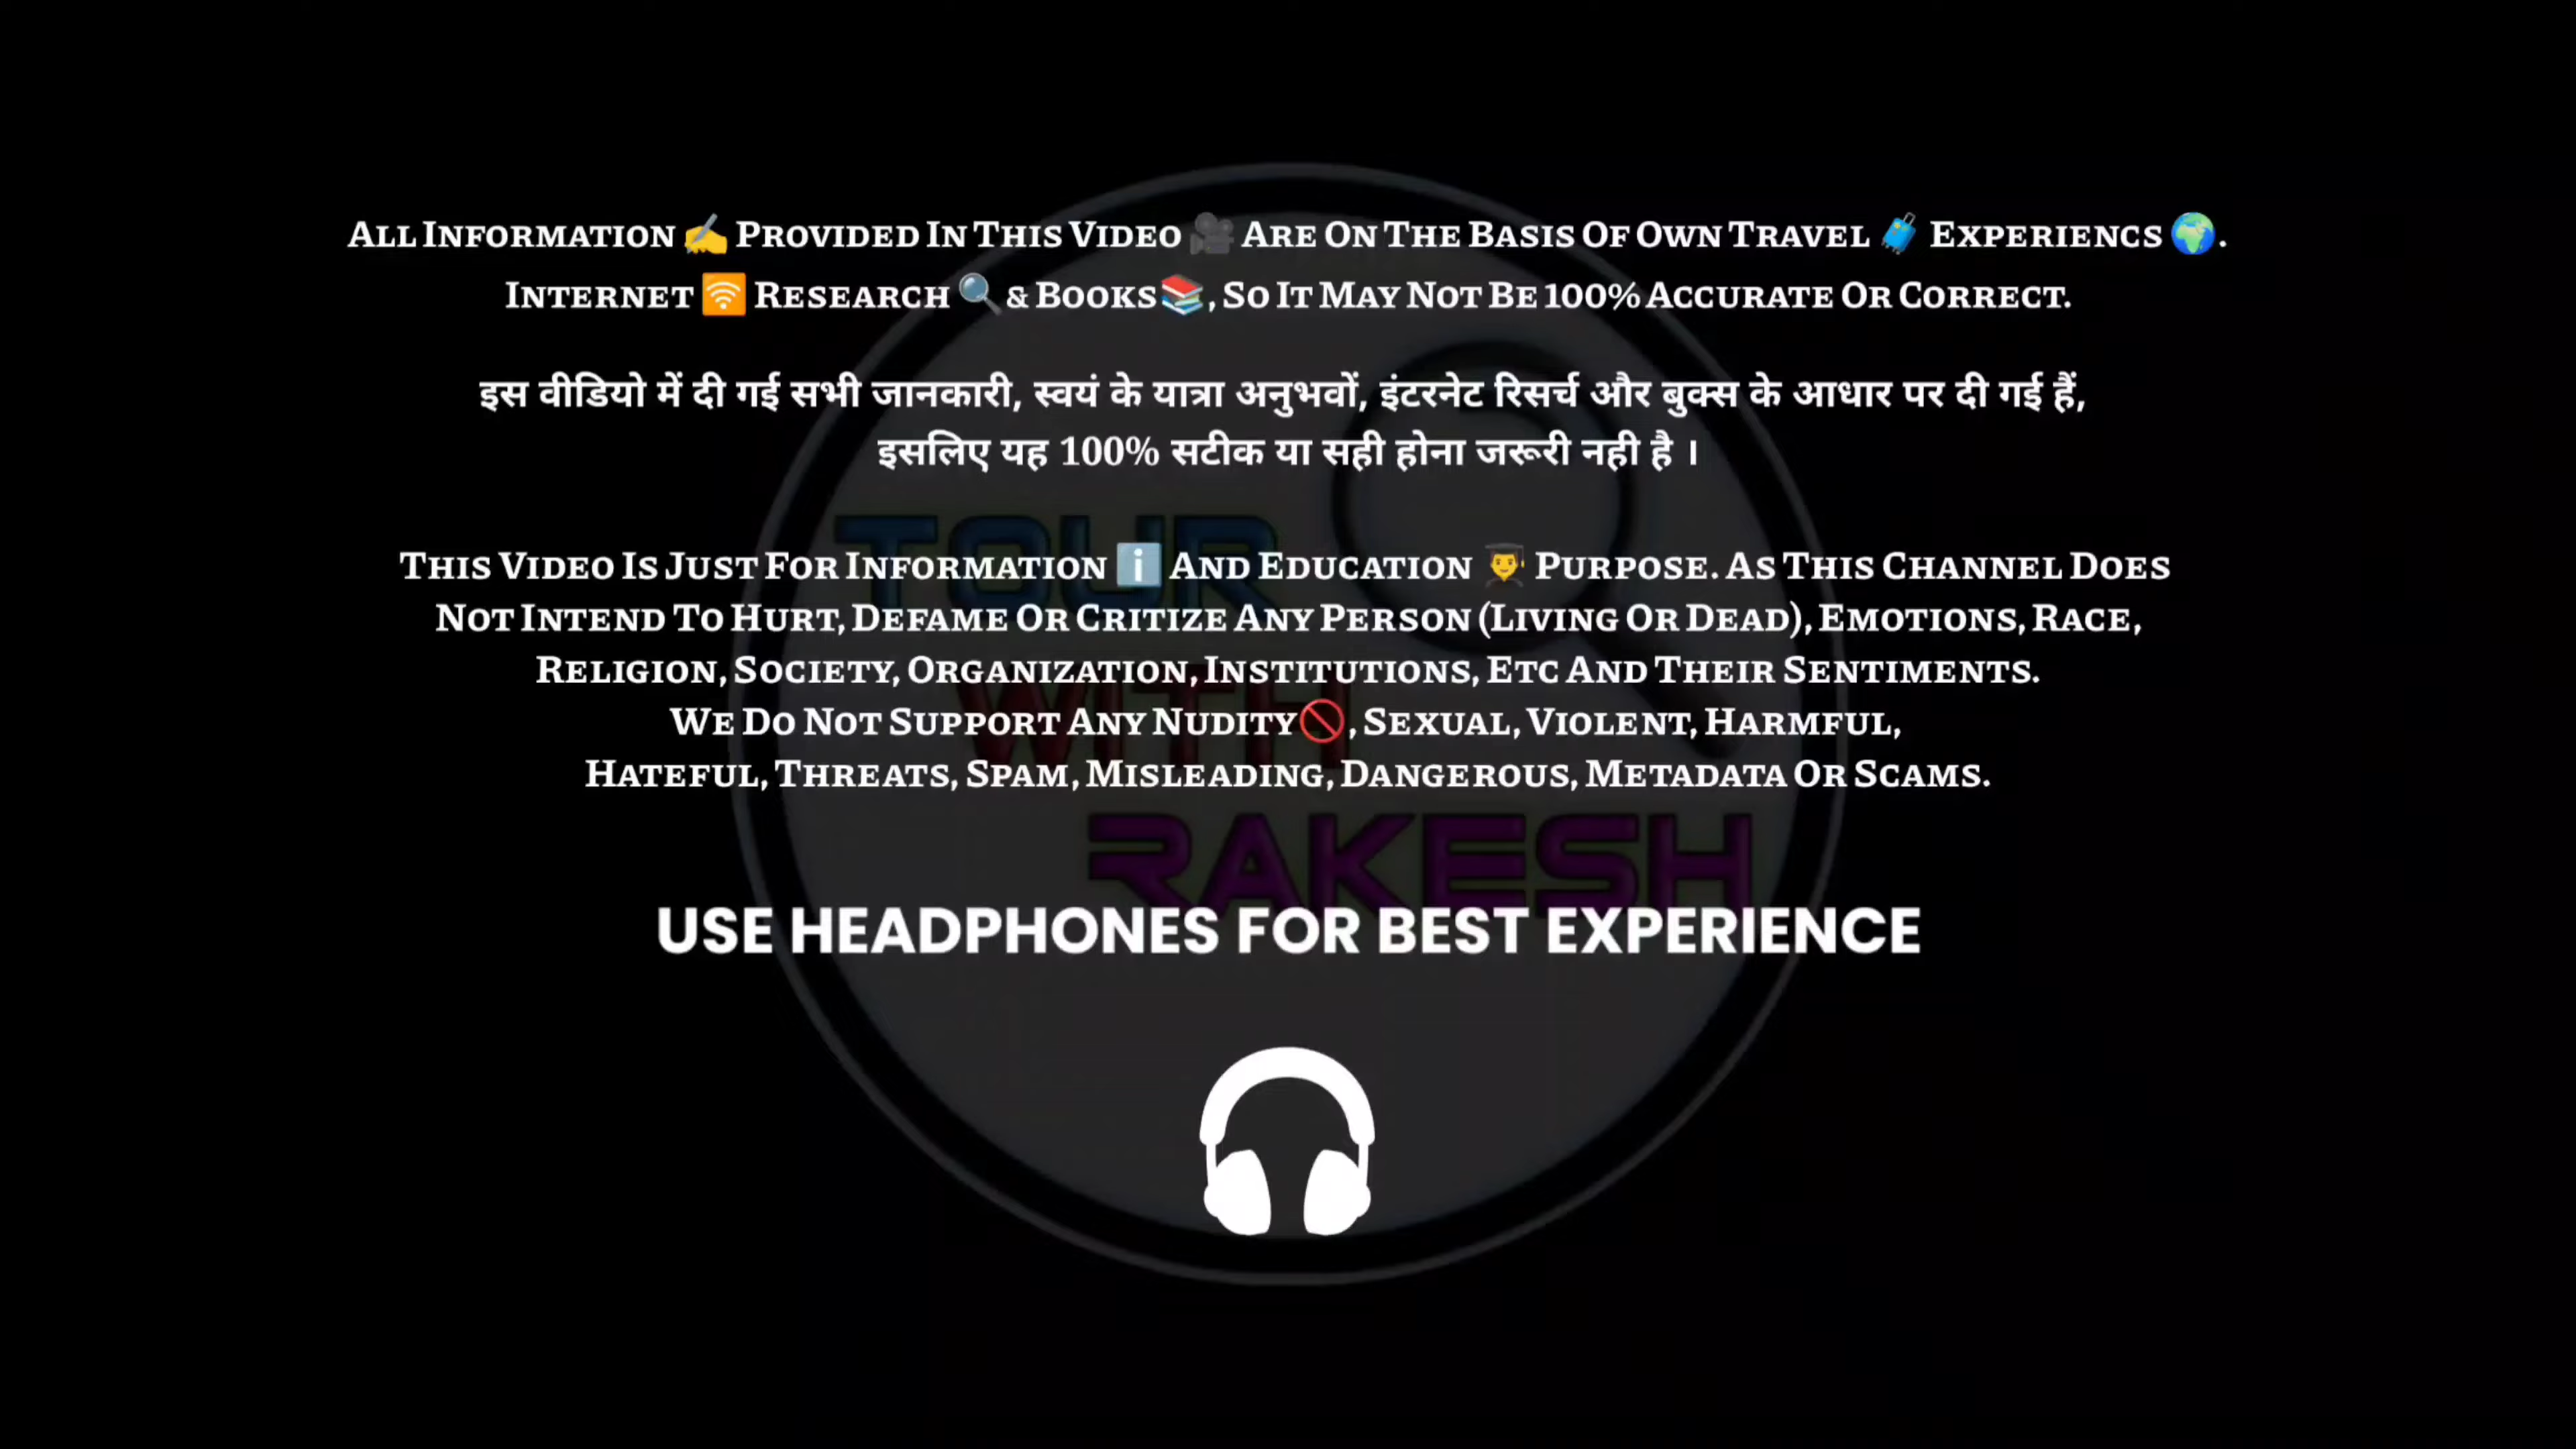 All Information ✍️ Provided In This Video 🎥 Are On The Basis Of Own Travel 🧳 Experiencs 🌍.
Internet 🛜 Research 🔍 & Books📚, So It May Not Be 100% Accurate Or Correct.
इस वीडियो में दी गई सभी जानकारी, स्वयं के यात्रा अनुभवों, इंटरनेट रिसर्च और बुक्स के आधार पर दी गई हैं,
इसलिए यह 100% सटीक या सही होना जरूरी नही है ।
This Video Is Just For Information ℹ️ And Education 👨‍🎓 Purpose. As This Channel Does
Not Intend To Hurt, Defame Or Critize Any Person (Living Or Dead), Emotions, Race,
Religion, Society, Organization, Institutions, Etc And Their Sentiments.
We Do Not Support Any Nudity🚫, Sexual, Violent, Harmful,
Hateful, Threats, Spam, Misleading, Dangerous, Metadata Or Scams.
TOUR
WITH
RAKESH
USE HEADPHONES FOR BEST EXPERIENCE